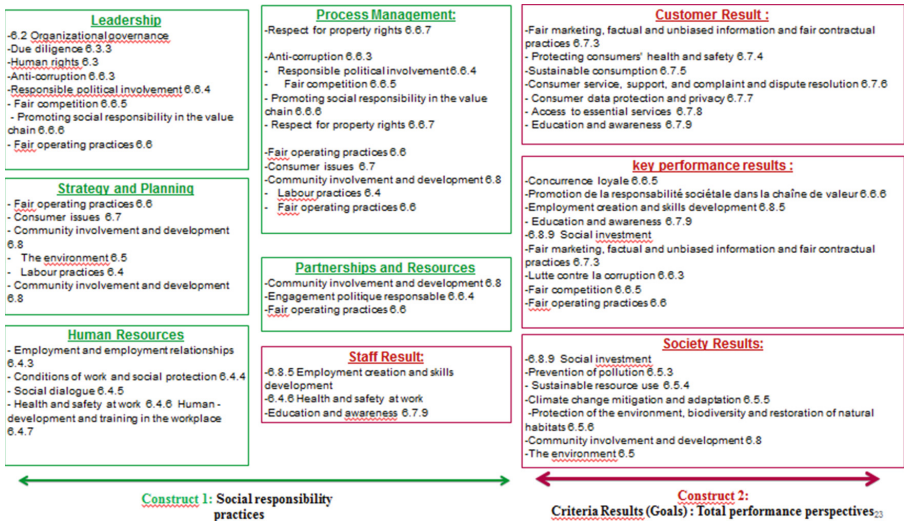 Leadership
-6.2 Organizational governance
-Due diligence 6.3.3
-Human rights 6.3
-Anti-corruption 6.6.3
-Responsible political involvement 6.6.4
- Fair competition 6.6.5
- Promoting social responsibility in the value
chain 6.6.6
- Fair operating practices 6.6
Strategy and Planning
- Fair operating practices 6.6
- Consumer issues 6.7
- Community involvement and development
6.8
- The environment 6.5
- Labour practices 6.4
- Community involvement and development
6.8
Human Resources
- Employment and employment relationships
6.4.3
- Conditions of work and social protection 6.4.4
- Social dialogue 6.4.5
- Health and safety at work 6.4.6 Human -
development and training in the workplace
6.4.7
Process Management:
-Respect for property rights 6.6.7
-Anti-corruption 6.6.3
- Responsible political involvement 6.6.4
- Fair competition 6.6.5
- Promoting social responsibility in the value chain
6.6.6
- Respect for property rights 6.6.7
-Fair operating practices 6.6
-Consumer issues 6.7
-Community involvement and development 6.8
- Labour practices 6.4
- Fair operating practices 6.6
Partnerships and Resources
-Community involvement and development 6.8
-Engagement politique responsable 6.6.4
-Fair operating practices 6.6
Staff Result:
-6.8.5 Employment creation and skills
development
-6.4.6 Health and safety at work
-Education and awareness 6.7.9
Customer Result :
-Fair marketing, factual and unbiased information and fair contractual
practices 6.7.3
- Protecting consumers' health and safety 6.7.4
-Sustainable consumption 6.7.5
-Consumer service, support, and complaint and dispute resolution 6.7.6
- Consumer data protection and privacy 6.7.7
- Access to essential services 6.7.8
- Education and awareness 6.7.9
key performance results :
-Concurrence loyale 6.6.5
-Promotion de la responsabilité sociétale dans la chaîne de valeur 6.6.6
-Employment creation and skills development 6.8.5
- Education and awareness 6.7.9
-6.8.9 Social investment
-Fair marketing, factual and unbiased information and fair contractual
practices 6.7.3
-Lutte contre la corruption 6.6.3
-Fair competition 6.6.5
-Fair operating practices 6.6
Society Results:
-6.8.9 Social investment
-Prevention of pollution 6.5.3
- Sustainable resource use 6.5.4
-Climate change mitigation and adaptation 6.5.5
-Protection of the environment, biodiversity and restoration of natural
habitats 6.5.6
-Community involvement and development 6.8
-The environment 6.5
Construct 1: Social responsibility
practices
Construct 2:
Criteria Results (Goals) : Total performance perspectives
23